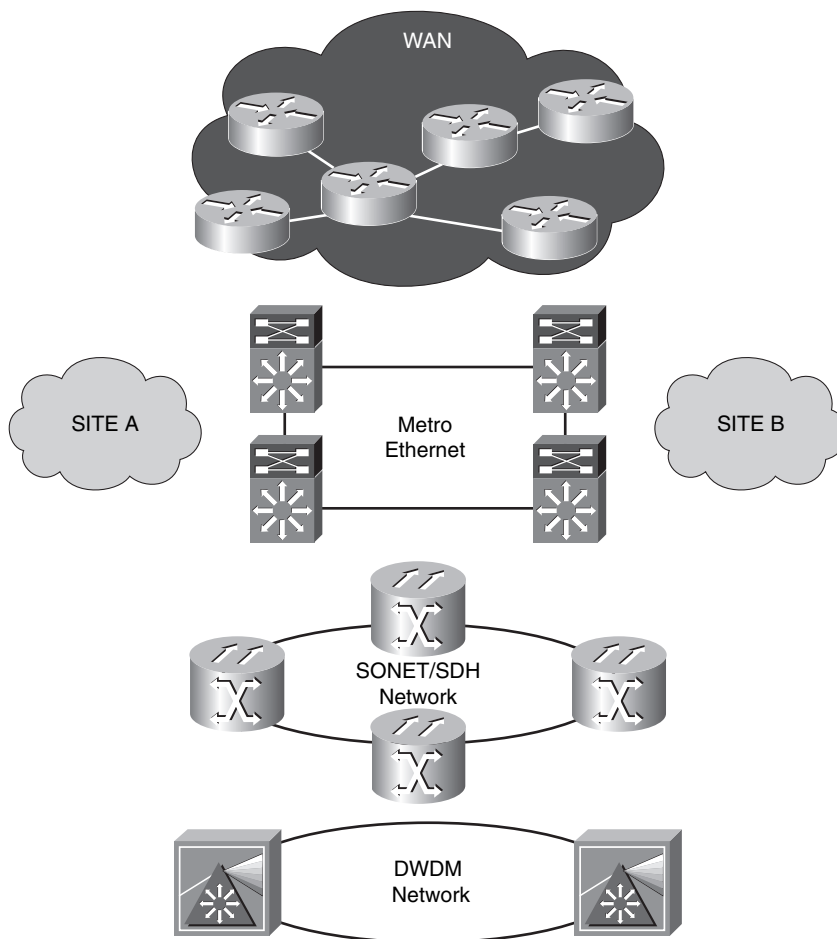 WAN
SITE A
Metro
Ethernet
SITE B
SONET/SDH
Network
DWDM
Network